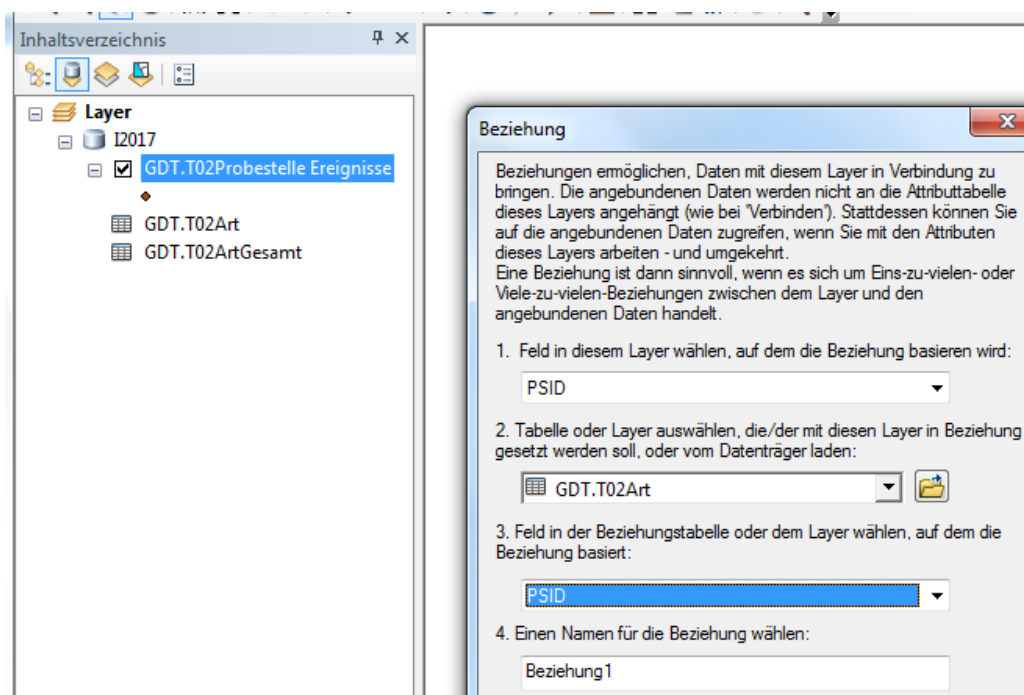 Inhaltsverzeichnis
Layer
I2017
GDT.T02Probestelle Ereignisse
GDT.T02Art
GDT.T02ArtGesamt
Beziehung
Beziehungen ermöglichen, Daten mit diesem Layer in Verbindung zu
bringen. Die angebundenen Daten werden nicht an die Attributtabelle
dieses Layers angehängt (wie bei 'Verbinden'). Stattdessen können Sie
auf die angebundenen Daten zugreifen, wenn Sie mit den Attributen
dieses Layers arbeiten - und umgekehrt.
Eine Beziehung ist dann sinnvoll, wenn es sich um Eins-zu-vielen- oder
Viele-zu-vielen-Beziehungen zwischen dem Layer und den
angebundenen Daten handelt.
1. Feld in diesem Layer wählen, auf dem die Beziehung basieren wird:
PSID
2. Tabelle oder Layer auswählen, die/der mit diesen Layer in Beziehung
gesetzt werden soll, oder vom Datenträger laden:
GDT.T02Art
3. Feld in der Beziehungstabelle oder dem Layer wählen, auf dem die
Beziehung basiert:
PSID
4. Einen Namen für die Beziehung wählen:
Beziehung1